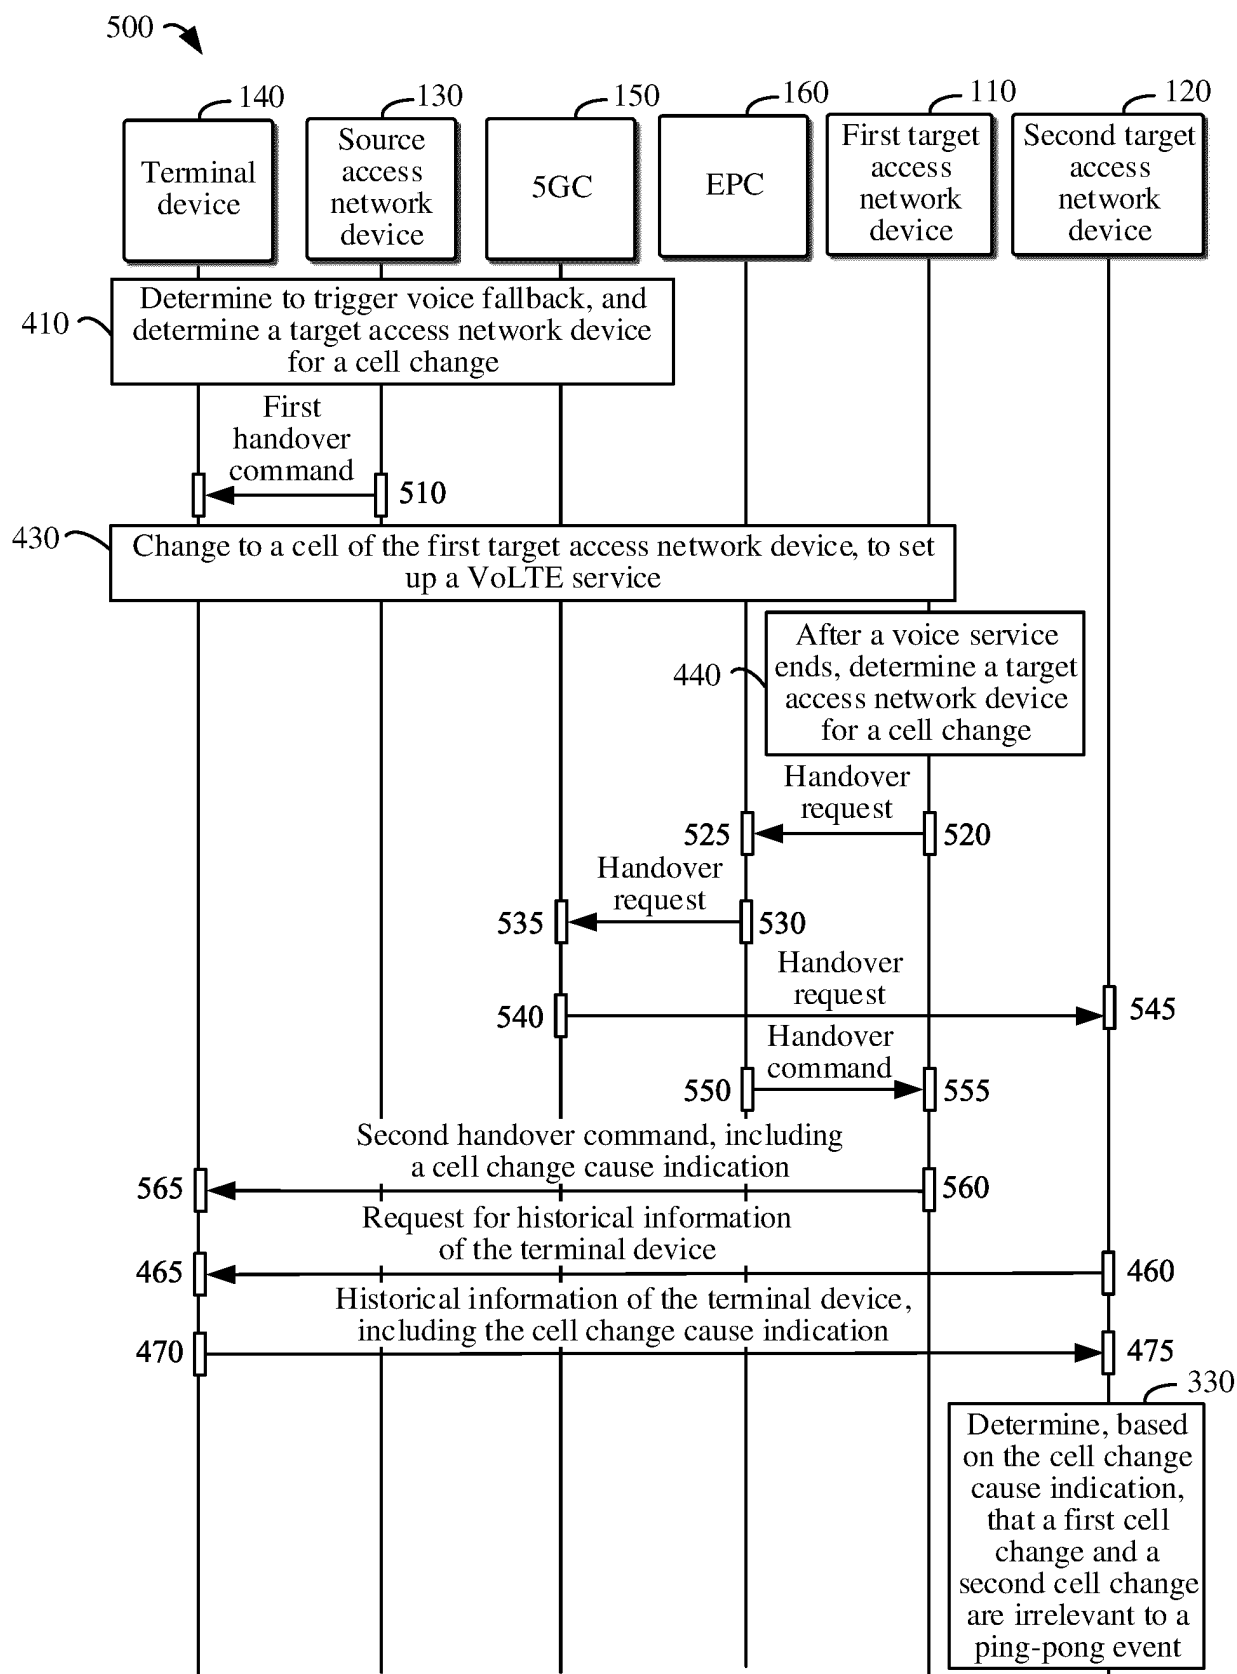 500
140
130
150
160
110
120
Terminal
device
Source
access
network
device
5GC
EPC
First target
access
network
device
Second target
access
network
device
410
Determine to trigger voice fallback, and
determine a target access network device
for a cell change
First
handover
command
510
430
Change to a cell of the first target access network device, to set
up a VoLTE service
440
After a voice service
ends, determine a target
access network device
for a cell change
Handover
request
525
520
Handover
request
535
530
Handover
request
540
545
Handover
command
550
555
Second handover command, including
a cell change cause indication
565
560
Request for historical information
of the terminal device
465
460
Historical information of the terminal device,
including the cell change cause indication
470
475
330
Determine, based
on the cell change
cause indication,
that a first cell
change and a
second cell change
are irrelevant to a
ping-pong event